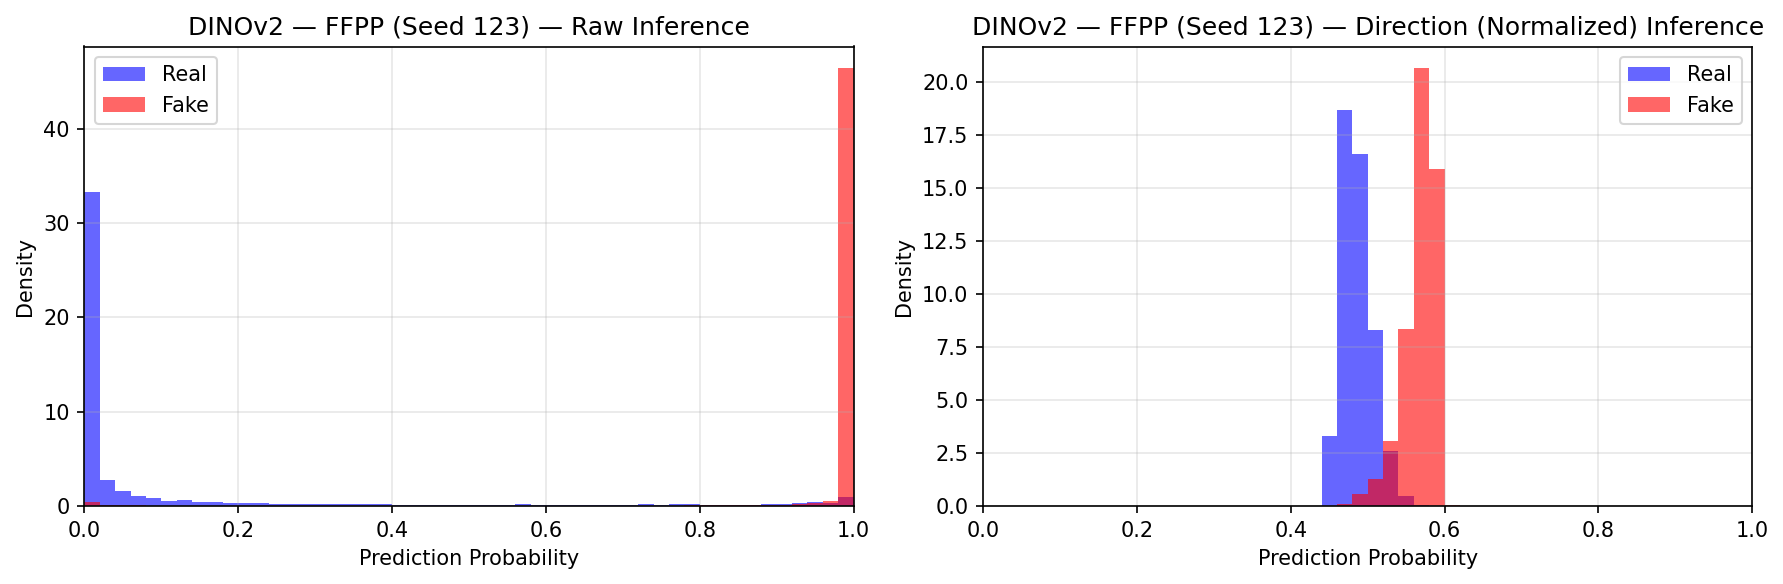 DINOv2 — FFPP (Seed 123) — Raw Inference
Real
Fake
Density
40
30
20
10
0
0.0 0.2 0.4 0.6 0.8 1.0
Prediction Probability
DINOv2 — FFPP (Seed 123) — Direction (Normalized) Inference
Real
Fake
Density
20.0
17.5
15.0
12.5
10.0
7.5
5.0
2.5
0.0
0.0 0.2 0.4 0.6 0.8 1.0
Prediction Probability